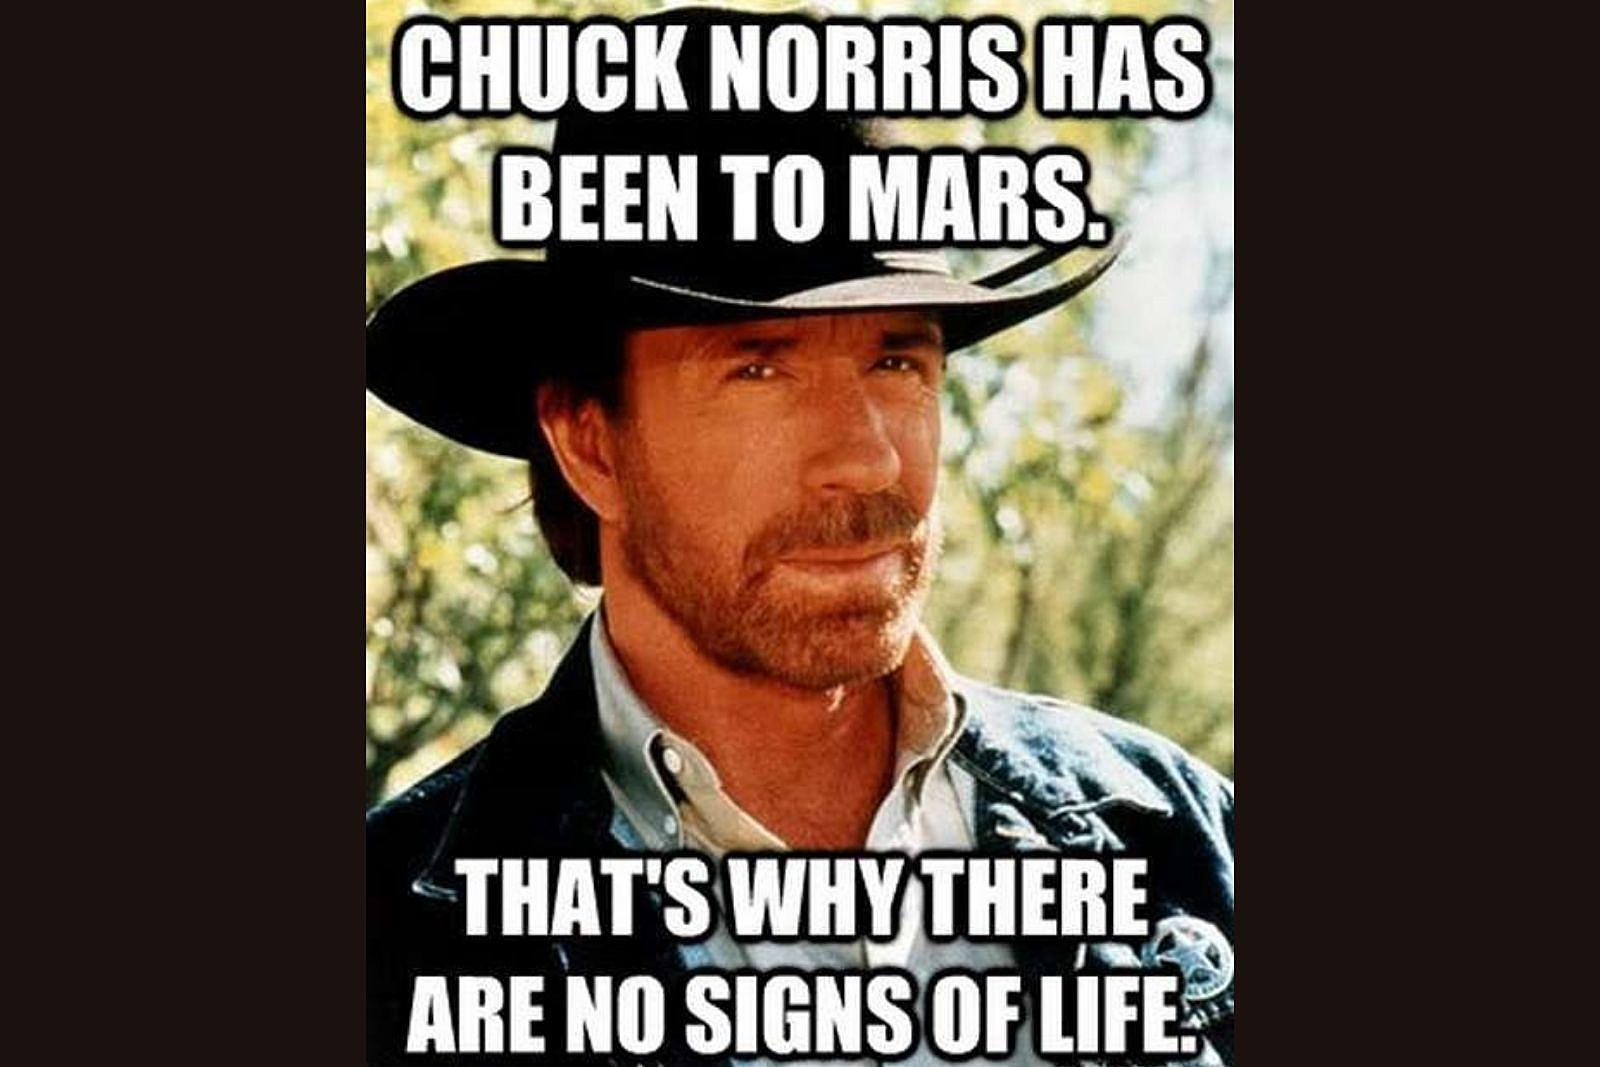 CHUCK NORRIS HAS
BEEN TO MARS.
THAT'S WHY THERE
ARE NO SIGNS OF LIFE.